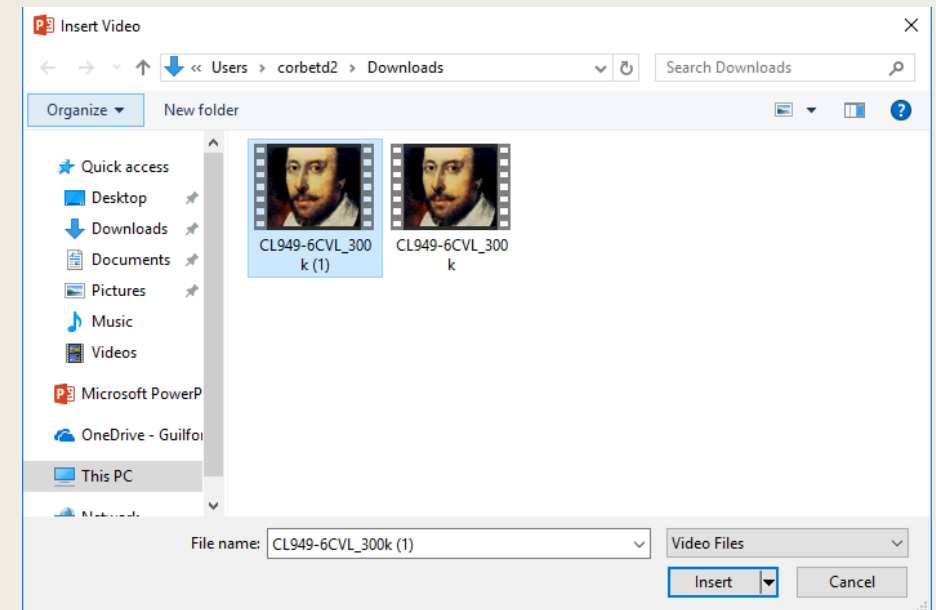 Insert Video
« Users > corbetd2 > Downloads
Search Downloads
Organize
New folder
Quick access
Desktop
Downloads
Documents
Pictures
Music
Videos
Microsoft PowerP
OneDrive - Guilfor
This PC
Network
CL949-6CVL_300
k (1)
CL949-6CVL_300
k
File name: CL949-6CVL_300k (1)
Video Files
Insert
Cancel